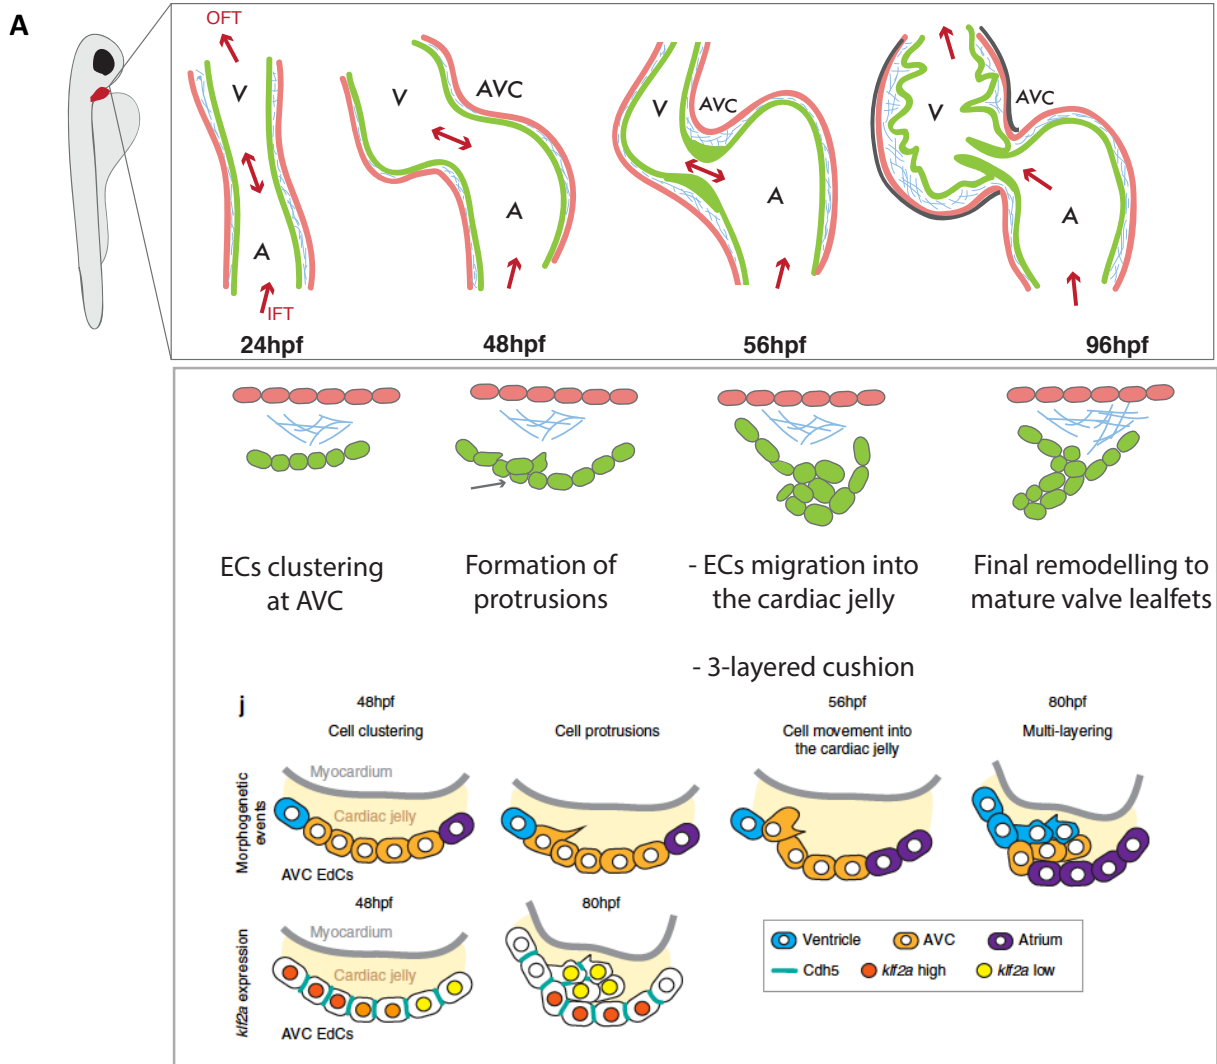 A
OFT
V
A
IFT
24hpf
V
AVC
A
48hpf
V
AVC
A
56hpf
V
AVC
A
96hpf
ECs clustering
at AVC
Formation of
protrusions
- ECs migration into
the cardiac jelly
- 3-layered cushion
Final remodelling to
mature valve lealfets
j
48hpf
Cell clustering
Cell protrusions
56hpf
Cell movement into
the cardiac jelly
80hpf
Multi-layering
Morphogenetic
events
Myocardium
Cardiac jelly
AVC EdCs
klf2a expression
48hpf
Myocardium
Cardiac jelly
AVC EdCs
80hpf
Ventricle
AVC
Atrium
Cdh5
klf2a high
klf2a low